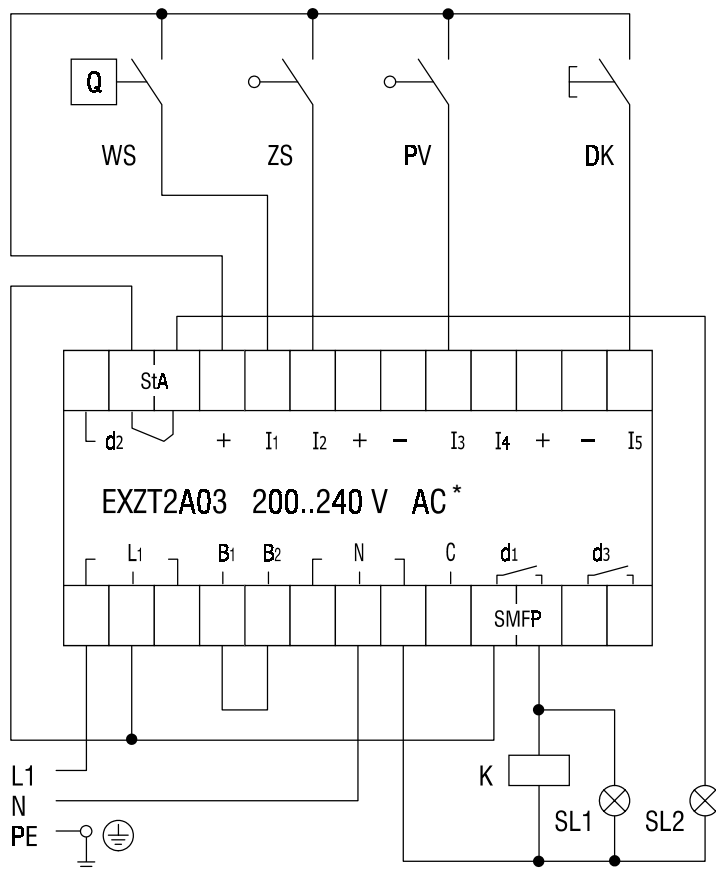 Q
WS ZS PV DK
StA
d2 + I1 I2 + – I3 I4 + – I5
EXZT2A03 200..240 V AC*
L1 B1 B2 N C d1 d3
SMFP
L1
N
PE
K
SL1 SL2